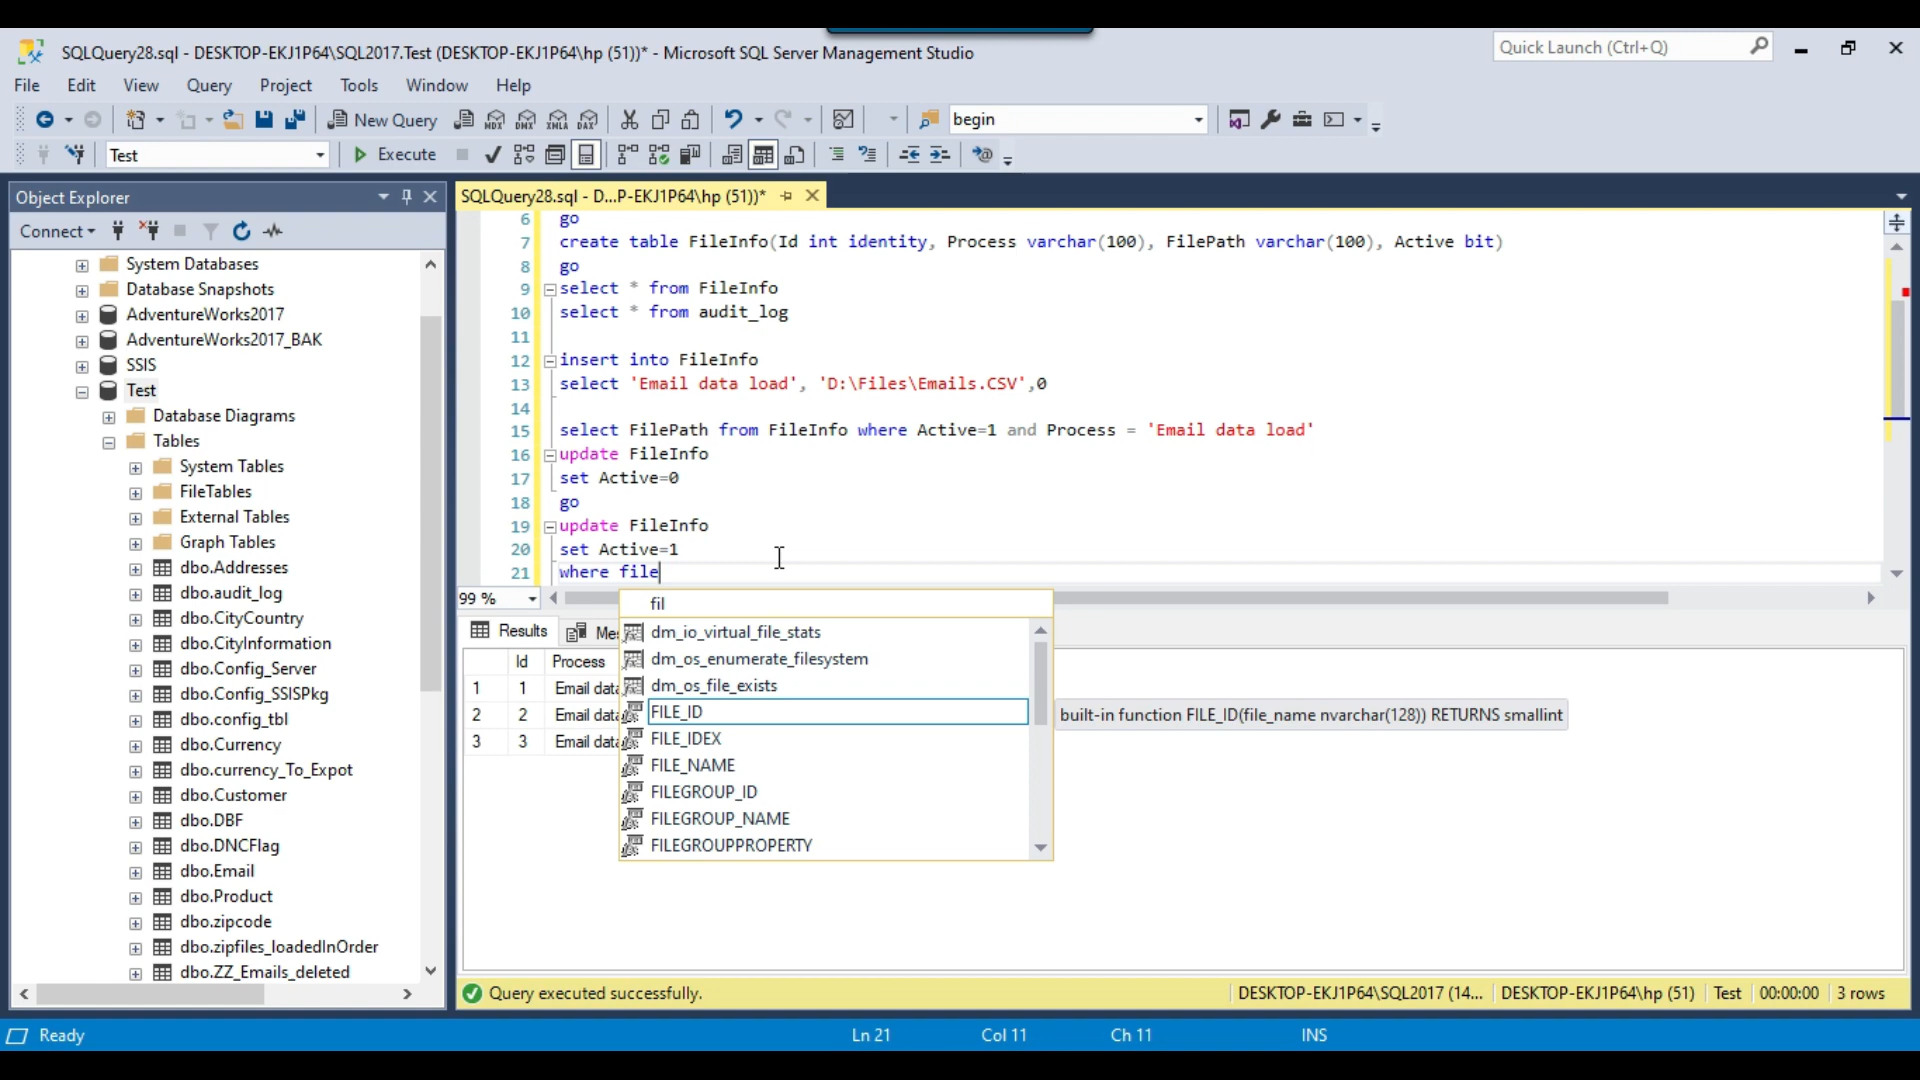 SQLQuery28.sql - DESKTOP-EKJ1P64\SQL2017.Test (DESKTOP-EKJ1P64\hp (51))* - Microsoft SQL Server Management Studio
Quick Launch (Ctrl+Q)
File Edit View Query Project Tools Window Help
New Query MDX DMX XMLA DAX begin
Test Execute
Object Explorer
SQLQuery28.sql - D...P-EKJ1P64\hp (51))*
Connect
System Databases
Database Snapshots
AdventureWorks2017
AdventureWorks2017_BAK
SSIS
Test
Database Diagrams
Tables
System Tables
FileTables
External Tables
Graph Tables
dbo.Addresses
dbo.audit_log
dbo.CityCountry
dbo.CityInformation
dbo.Config_Server
dbo.Config_SSISPkg
dbo.config_tbl
dbo.Currency
dbo.currency_To_Expot
dbo.Customer
dbo.DBF
dbo.DNCFlag
dbo.Email
dbo.Product
dbo.zipcode
dbo.zipfiles_loadedInOrder
dbo.ZZ_Emails_deleted
6 go
7 create table FileInfo(Id int identity, Process varchar(100), FilePath varchar(100), Active bit)
8 go
9 select * from FileInfo
10 select * from audit_log
11
12 insert into FileInfo
13 select 'Email data load', 'D:\Files\Emails.CSV',0
14
15 select FilePath from FileInfo where Active=1 and Process = 'Email data load'
16 update FileInfo
17 set Active=0
18 go
19 update FileInfo
20 set Active=1
21 where file
99 %
fil
dm_io_virtual_file_stats
dm_os_enumerate_filesystem
dm_os_file_exists
FILE_ID
FILE_IDEX
FILE_NAME
FILEGROUP_ID
FILEGROUP_NAME
FILEGROUPPROPERTY
built-in function FILE_ID(file_name nvarchar(128)) RETURNS smallint
Results Me
Id Process
1 1 Email data
2 2 Email data
3 3 Email data
Query executed successfully.
DESKTOP-EKJ1P64\SQL2017 (14... DESKTOP-EKJ1P64\hp (51) Test 00:00:00 3 rows
Ready Ln 21 Col 11 Ch 11 INS